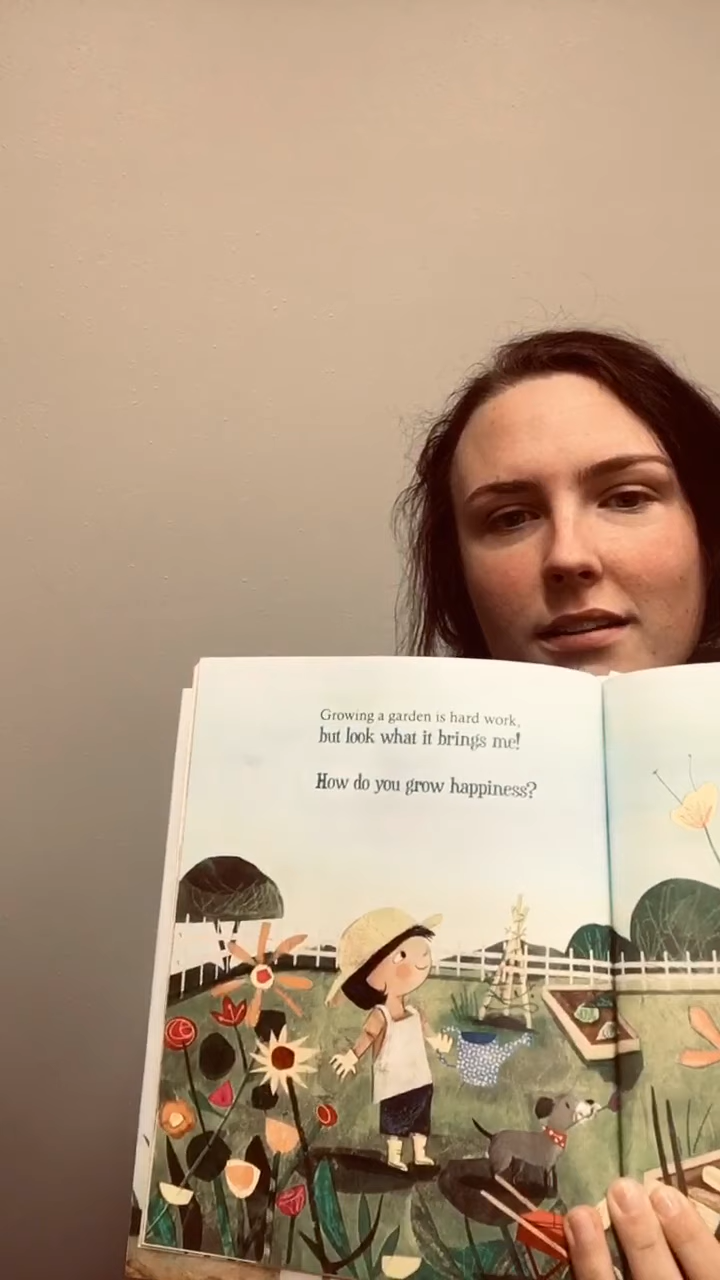 Growing a garden is hard work,
but look what it brings me!
How do you grow happiness?